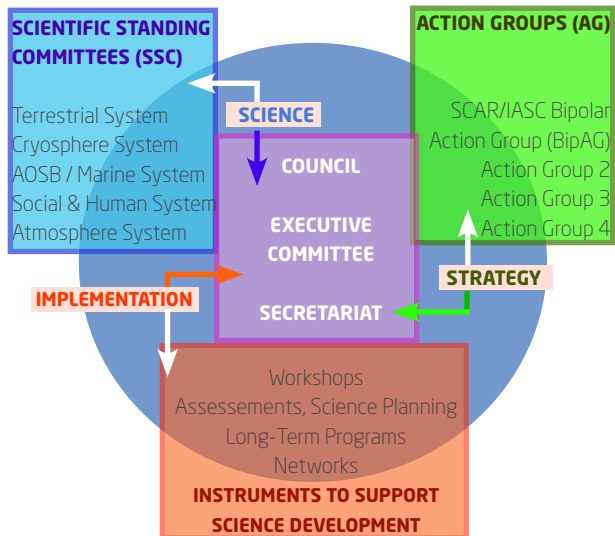 SCIENTIFIC STANDING
COMMITTEES (SSC)
Terrestrial System
Cryosphere System
AOSB / Marine System
Social & Human System
Atmosphere System
ACTION GROUPS (AG)
SCAR/IASC Bipolar
Action Group (BipAG)
Action Group 2
Action Group 3
Action Group 4
SCIENCE
COUNCIL
EXECUTIVE
COMMITTEE
SECRETARIAT
IMPLEMENTATION
STRATEGY
Workshops
Assessements, Science Planning
Long-Term Programs
Networks
INSTRUMENTS TO SUPPORT
SCIENCE DEVELOPMENT